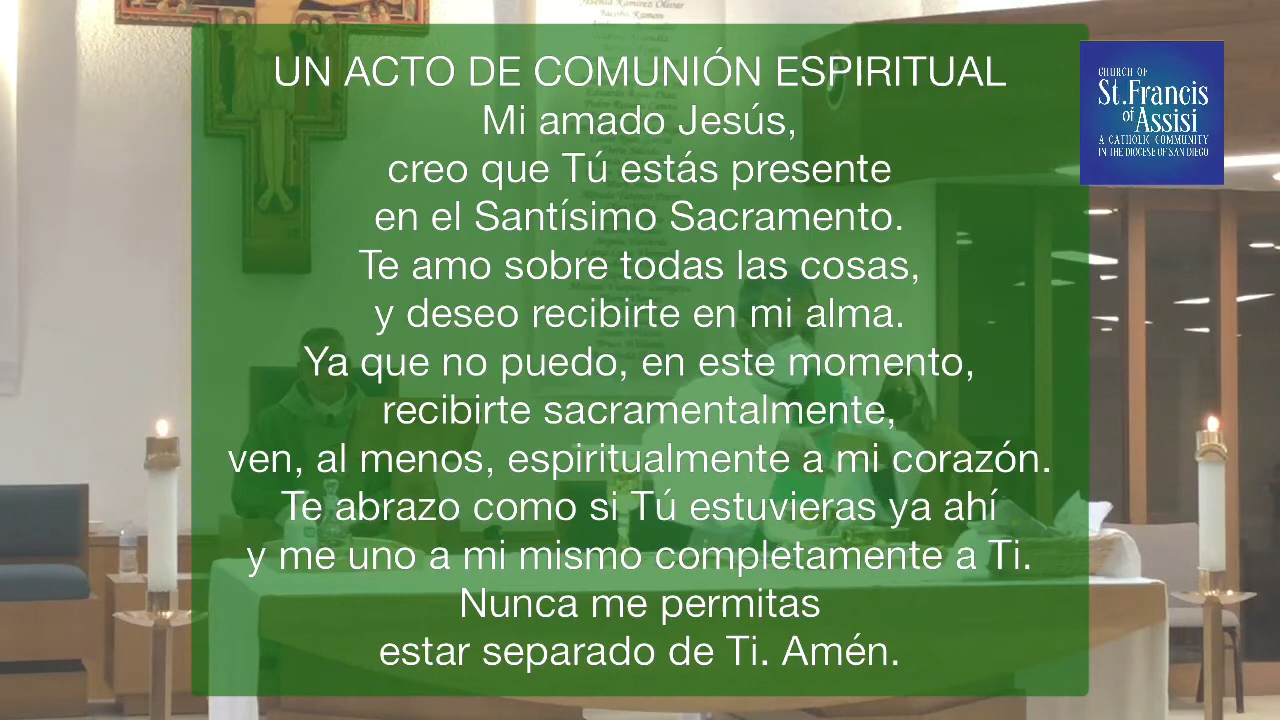 UN ACTO DE COMUNIÓN ESPIRITUAL
Mi amado Jesús,
creo que Tú estás presente
en el Santísimo Sacramento.
Te amo sobre todas las cosas,
y deseo recibirte en mi alma.
Ya que no puedo, en este momento,
recibirte sacramentalmente,
ven, al menos, espiritualmente a mi corazón.
Te abrazo como si Tú estuvieras ya ahí
y me uno a mi mismo completamente a Ti.
Nunca me permitas
estar separado de Ti. Amén.
CHURCH OF
St. Francis
of
Assisi
A CATHOLIC COMMUNITY
IN THE DIOCESE OF SAN DIEGO